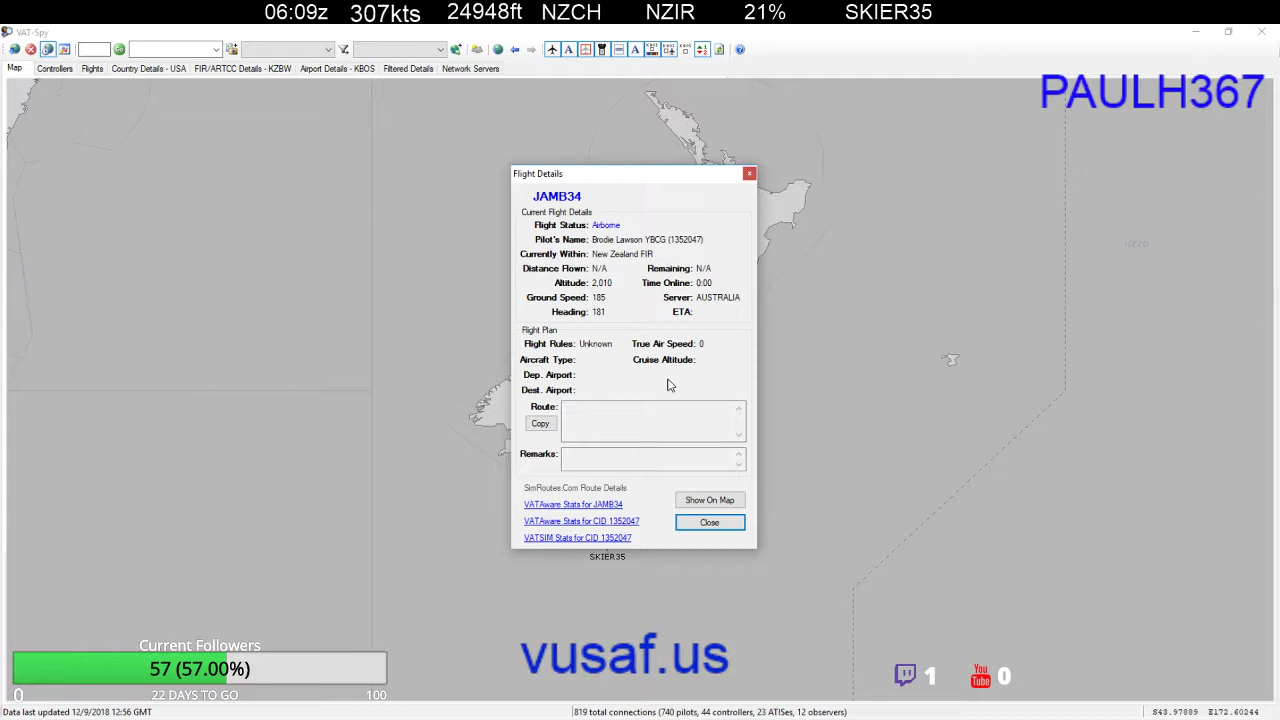 06:09z 307kts 24948ft NZCH NZIR 21% SKIER35
VAT-Spy
Map Controllers Flights Country Details - USA FIR/ARTCC Details - KZBW Airport Details - KBOS Filtered Details Network Servers
PAULH367
Flight Details
JAMB34
Current Flight Details
Flight Status: Airborne
Pilot's Name: Brodie Lawson YBCG (1352047)
Currently Within: New Zealand FIR
Distance Flown: N/A Remaining: N/A
Altitude: 2,010 Time Online: 0:00
Ground Speed: 185 Server: AUSTRALIA
Heading: 181 ETA:
NZZO
Flight Plan
Flight Rules: Unknown True Air Speed: 0
Aircraft Type: Cruise Altitude:
Dep. Airport:
Dest. Airport:
Route:
Copy
Remarks:
SimRoutes.Com Route Details
VATAware Stats for JAMB34 Show On Map
VATAware Stats for CID 1352047 Close
VATSIM Stats for CID 1352047
SKIER35
Current Followers
57 (57.00%)
0 22 DAYS TO GO 100
vusaf.us
1 You Tube 0
Data last updated 12/9/2018 12:56 GMT 819 total connections (740 pilots, 44 controllers, 23 ATISes, 12 observers) S43.97889 E172.60244